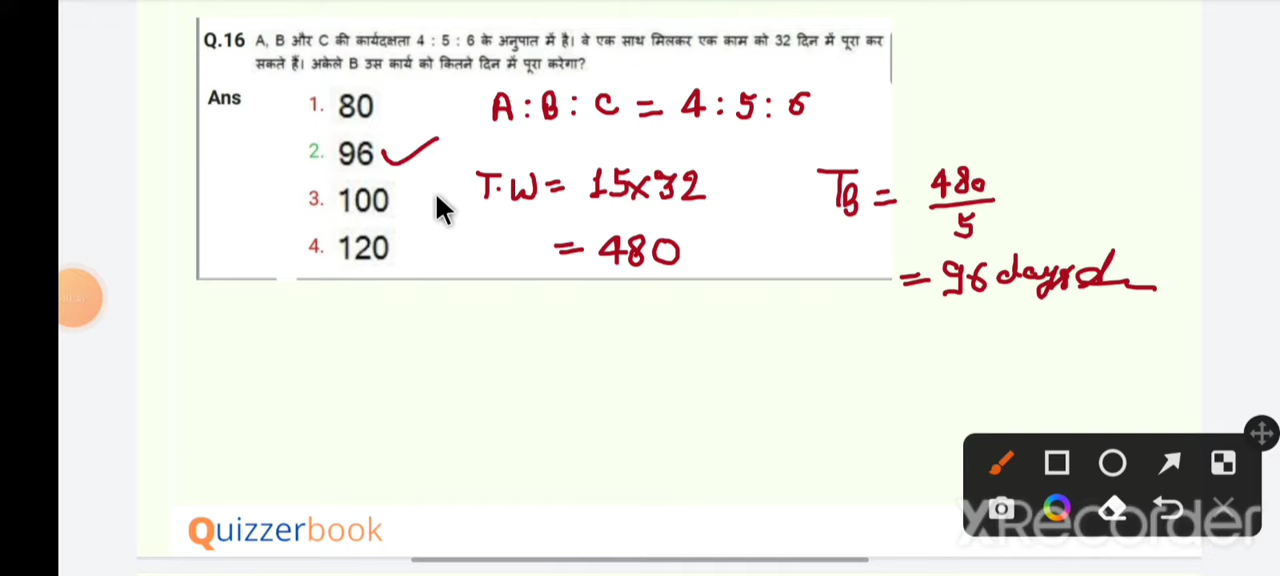 Q.16 A, B और C की कार्यदक्षता 4 : 5 : 6 के अनुपात में है। वे एक साथ मिलकर एक काम को 32 दिन में पूरा कर
सकते हैं। अकेले B उस कार्य को कितने दिन में पूरा करेगा?
Ans
1. 80
2. 96
3. 100
4. 120
A : B : C = 4 : 5 : 6
T.W = 15x32
= 480
TB = 480/5
= 96 days
Quizzerbook
XRecorder